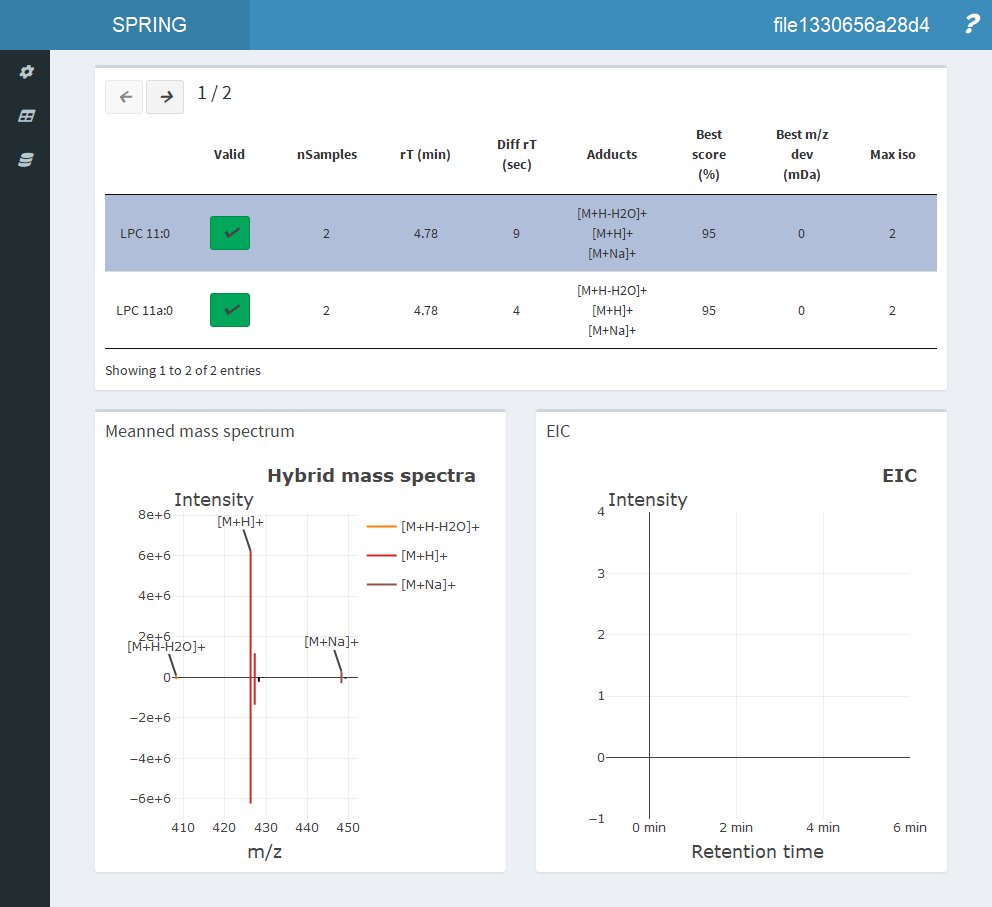 SPRING
file1330656a28d4
?
1 / 2
Valid
nSamples
rT (min)
Diff rT
(sec)
Adducts
Best
score
(%)
Best m/z
dev
(mDa)
Max iso
LPC 11:0
2
4.78
9
[M+H-H2O]+
[M+H]+
[M+Na]+
95
0
2
LPC 11a:0
2
4.78
4
[M+H-H2O]+
[M+H]+
[M+Na]+
95
0
2
Showing 1 to 2 of 2 entries
Meanned mass spectrum
Hybrid mass spectra
Intensity
8e+6
6e+6
4e+6
2e+6
0
−2e+6
−4e+6
−6e+6
[M+H]+
[M+H-H2O]+
[M+Na]+
[M+H-H2O]+
[M+H]+
[M+Na]+
410 420 430 440 450
m/z
EIC
EIC
Intensity
4
3
2
1
0
−1
0 min 2 min 4 min 6 min
Retention time